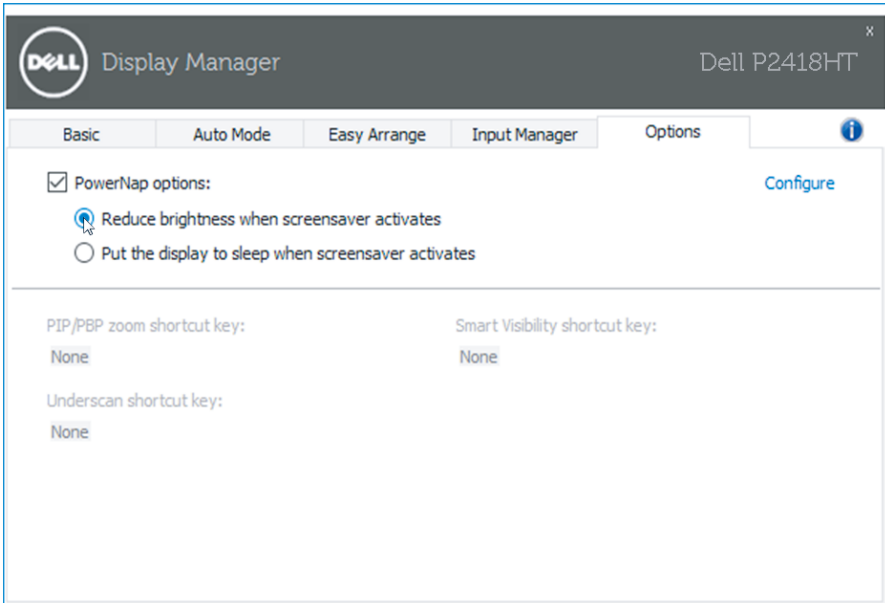 x
DELL Display Manager Dell P2418HT
Basic Auto Mode Easy Arrange Input Manager Options i
PowerNap options: Configure
Reduce brightness when screensaver activates
Put the display to sleep when screensaver activates
PIP/PBP zoom shortcut key: Smart Visibility shortcut key:
None None
Underscan shortcut key:
None